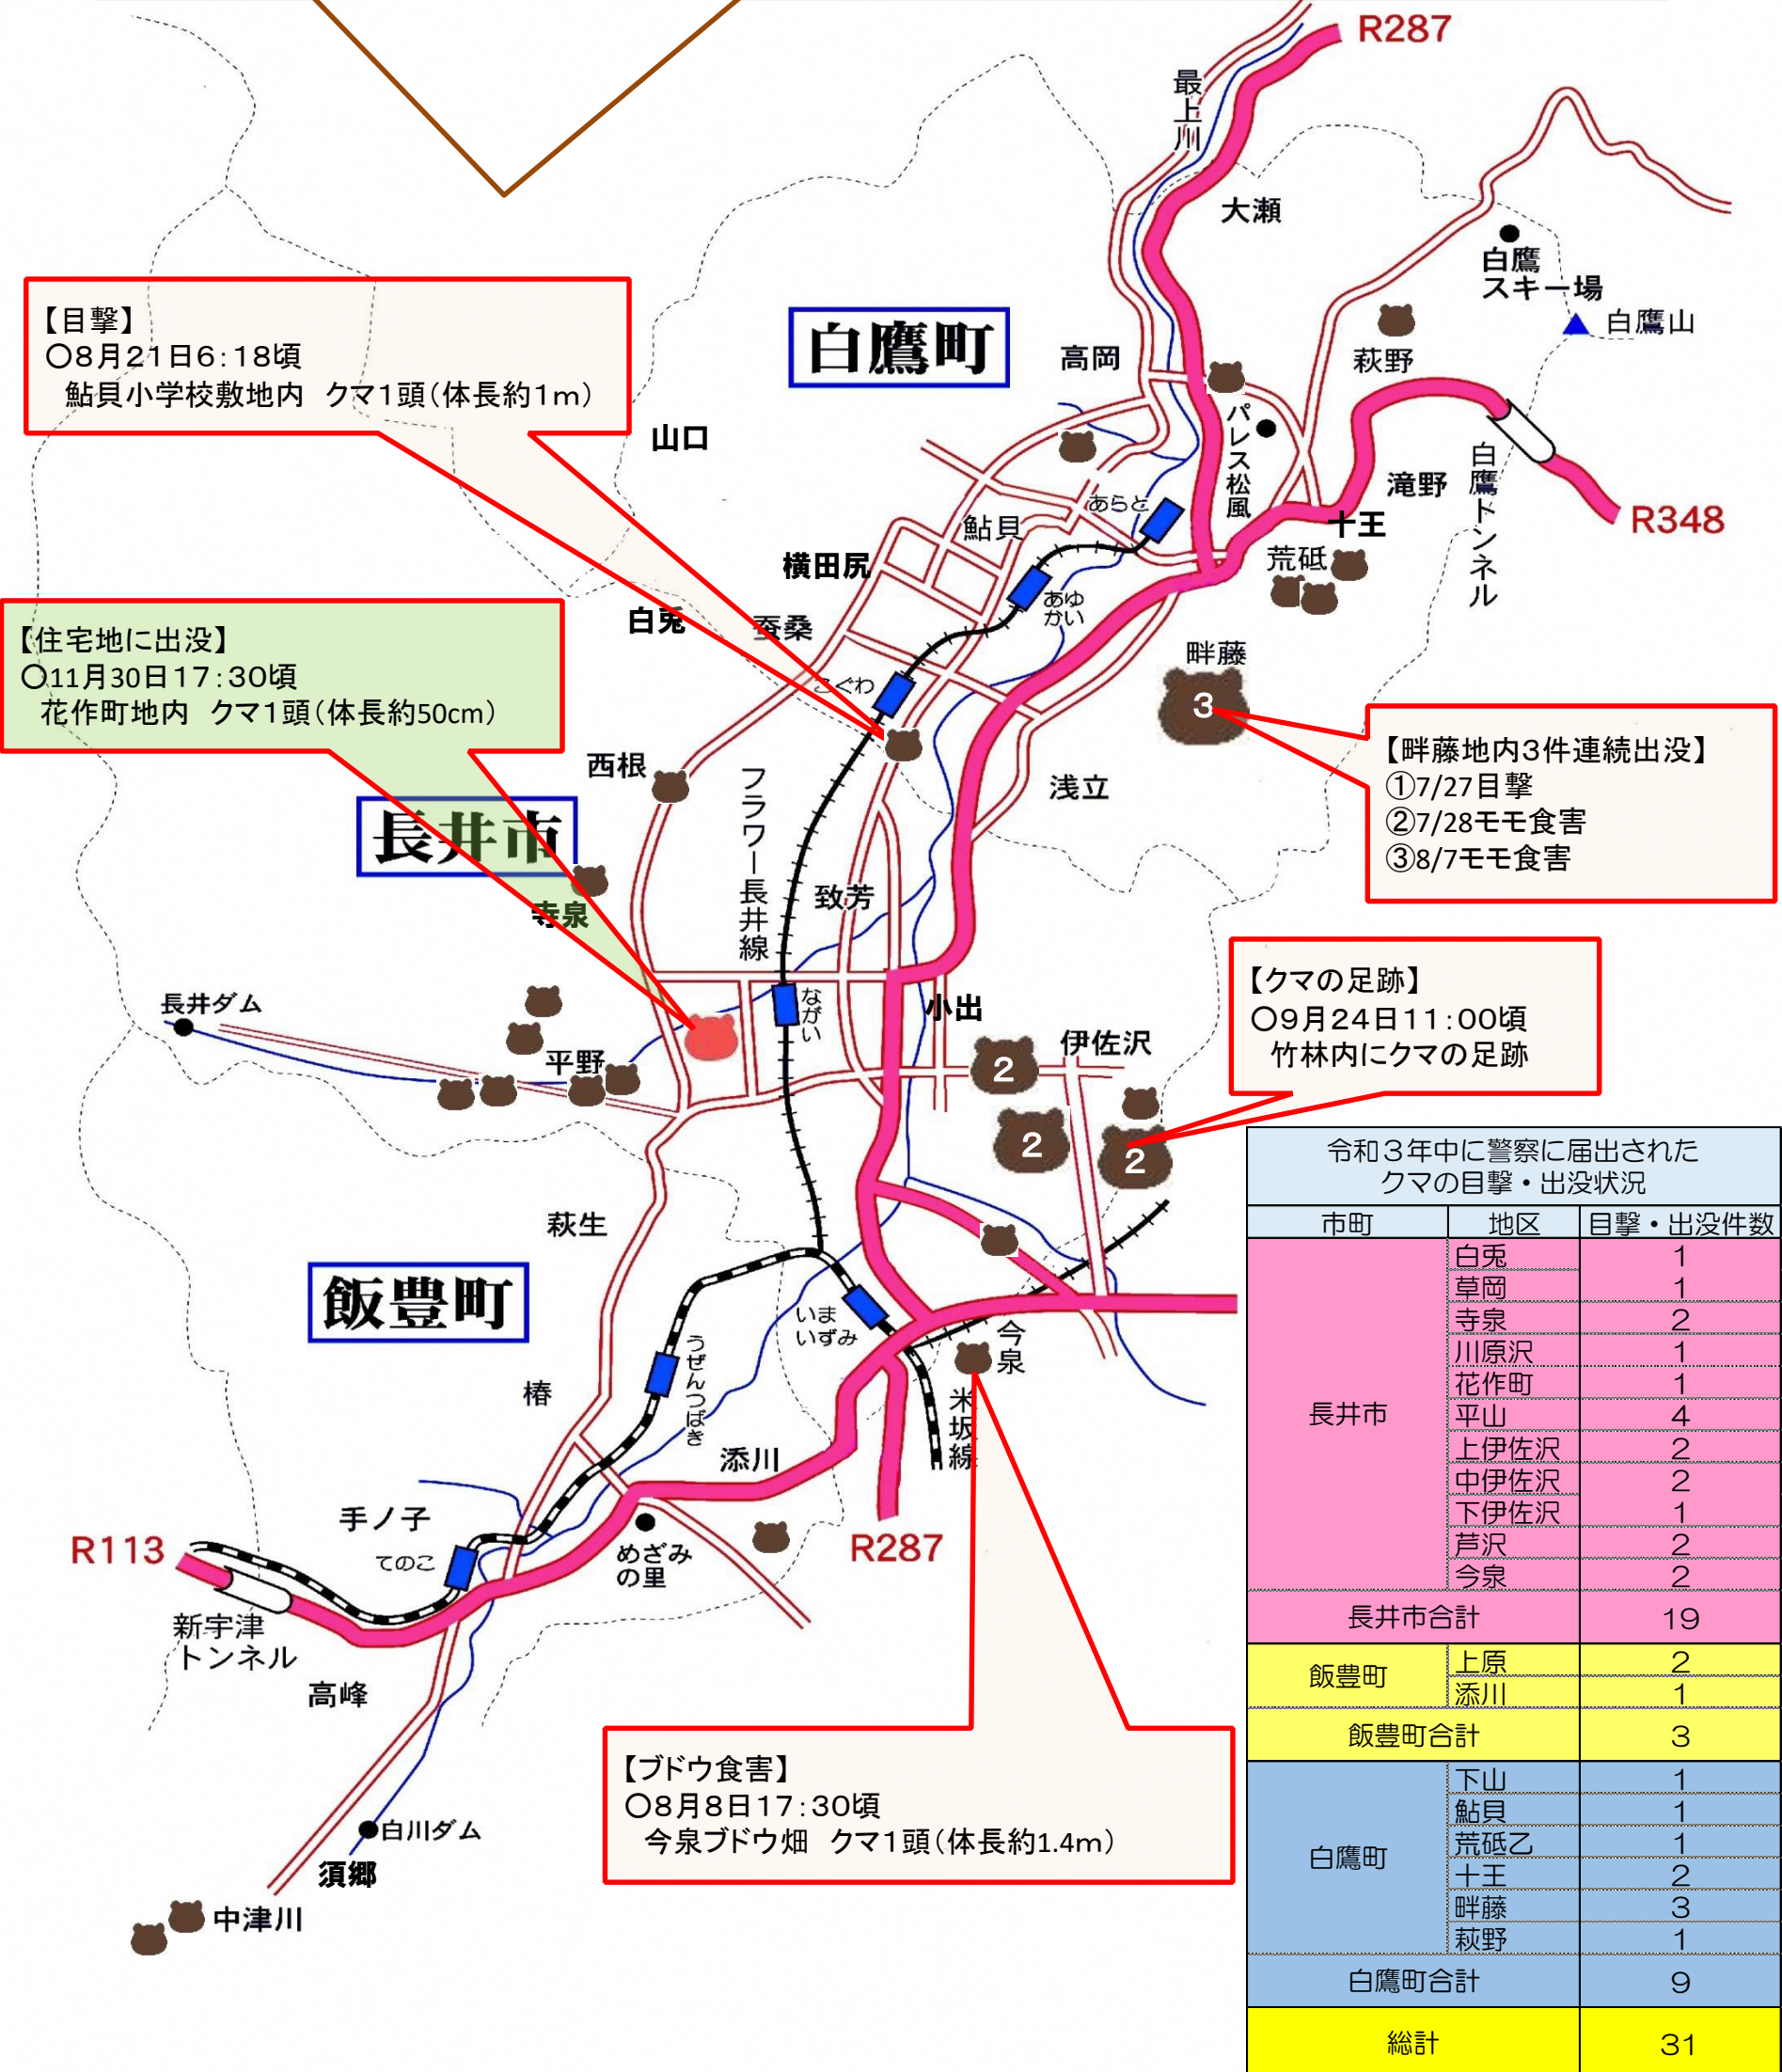 R287
最上川
大瀬
白鷹
スキー場
白鷹山
【目撃】
〇8月21日6:18頃
鮎貝小学校敷地内　クマ1頭（体長約1m）
白鷹町
高岡
萩野
山口
パレス松風
白鷹トンネル
滝野
R348
あらと
鮎貝
十王
荒砥
横田尻
あゆ
かい
白兎
蚕桑
【住宅地に出没】
〇11月30日17:30頃
花作町地内　クマ1頭（体長約50cm）
こぐわ
畔藤
3
【畔藤地内3件連続出没】
①7/27目撃
②7/28モモ食害
③8/7モモ食害
西根
浅立
長井市
フラワー長井線
致芳
寺泉
長井ダム
ながい
小出
【クマの足跡】
〇9月24日11:00頃
竹林内にクマの足跡
平野
2
伊佐沢
2
2
萩生
飯豊町
いま
いずみ
今泉
うぜんつばき
椿
米坂線
添川
手ノ子
R113
てのこ
めざみ
の里
R287
新宇津
トンネル
高峰
【ブドウ食害】
〇8月8日17:30頃
今泉ブドウ畑　クマ1頭（体長約1.4m）
白川ダム
須郷
中津川
令和3年中に警察に届出された
クマの目撃・出没状況
市町 地区 目撃・出没件数
長井市
白兎 1
草岡 1
寺泉 2
川原沢 1
花作町 1
平山 4
上伊佐沢 2
中伊佐沢 2
下伊佐沢 1
芦沢 2
今泉 2
長井市合計 19
飯豊町
上原 2
添川 1
飯豊町合計 3
白鷹町
下山 1
鮎貝 1
荒砥乙 1
十王 2
畔藤 3
萩野 1
白鷹町合計 9
総計 31